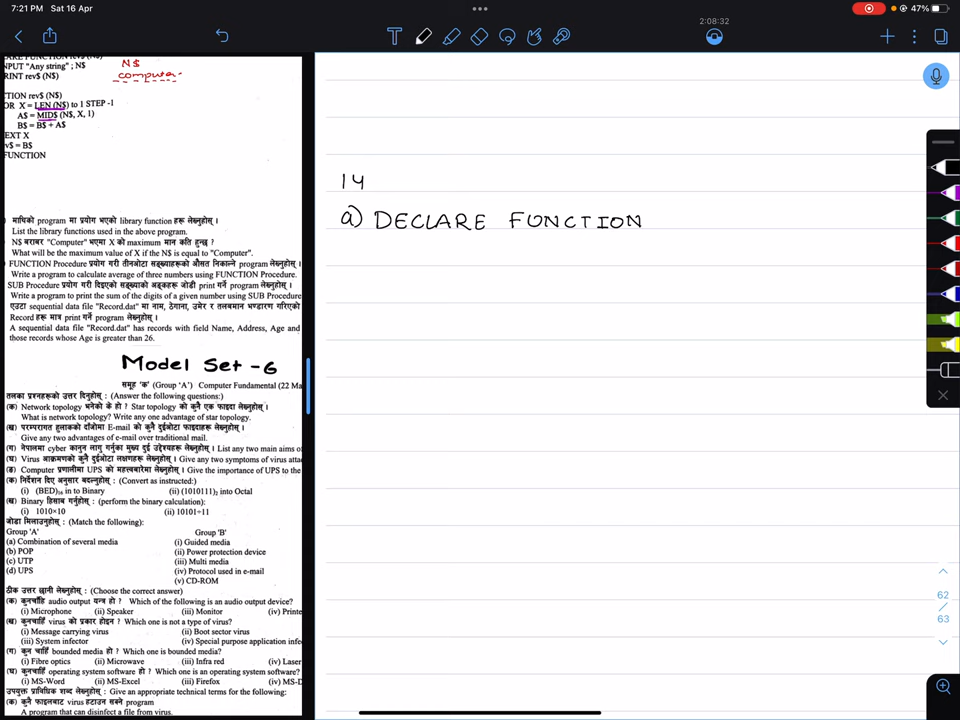 7:21 PM Sat 16 Apr
2:08:32
47%
NPUT "Any string" ; N$
RINT rev$ (N$)
N$
computer
CTION rev$ (N$)
OR X = LEN (N$) to 1 STEP -1
A$ = MID$ (N$, X, 1)
B$ = B$ + A$
EXT X
v$ = B$
FUNCTION
माथिको program मा प्रयोग भएको library function हरू लेख्नुहोस् ।
List the library functions used in the above program.
N$ बराबर "Computer" भएमा X को maximum मान कति हुन्छ ?
What will be the maximum value of X if the N$ is equal to "Computer".
FUNCTION Procedure प्रयोग गरी तीनओटा सङ्ख्याहरूको औसत निकाल्ने program लेख्नुहोस् ।
Write a program to calculate average of three numbers using FUNCTION Procedure.
SUB Procedure प्रयोग गरी दिइएको सङ्ख्याको अङ्कहरू जोडी print गर्ने program लेख्नुहोस् ।
Write a program to print the sum of the digits of a given number using SUB Procedure
एउटा sequential data file "Record.dat" मा नाम, ठेगाना, उमेर र तलबमान भण्डारण गरिएको
Record हरू मात्र print गर्ने program लेख्नुहोस् ।
A sequential data file "Record.dat" has records with field Name, Address, Age and
those records whose Age is greater than 26.
Model Set -6
समूह 'क' (Group 'A') Computer Fundamental (22 Ma
तलका प्रश्नहरूको उत्तर दिनुहोस् : (Answer the following questions:)
(क) Network topology भनेको के हो ? Star topology को कुनै एक फाइदा लेख्नुहोस् ।
What is network topology? Write any one advantage of star topology.
(ख) परम्परागत हुलाकको दाँजोमा E-mail को कुनै दुईओटा फाइदाहरू लेख्नुहोस् ।
Give any two advantages of e-mail over traditional mail.
(ग) नेपालमा cyber कानुन लागु गर्नुका मुख्य दुई उद्देश्यहरू लेख्नुहोस् । List any two main aims o
(घ) Virus आक्रमणको कुनै दुईओटा लक्षणहरू लेख्नुहोस् । Give any two symptoms of virus atta
(ङ) Computer प्रणालीमा UPS को महत्त्वबारेमा लेख्नुहोस् । Give the importance of UPS to the
(क) निर्देशन दिए अनुसार बदल्नुहोस् : (Convert as instructed:)
(i) (BED)₁₆ in to Binary (ii) (1010111)₂ into Octal
(ख) Binary हिसाब गर्नुहोस् : (perform the binary calculation):
(i) 1010×10 (ii) 10101÷11
जोडा मिलाउनुहोस् : (Match the following):
Group 'A' Group 'B'
(a) Combination of several media (i) Guided media
(b) POP (ii) Power protection device
(c) UTP (iii) Multi media
(d) UPS (iv) Protocol used in e-mail
(v) CD-ROM
ठीक उत्तर छानी लेख्नुहोस् : (Choose the correct answer)
(क) कुनचाहिँ audio output यन्त्र हो ? Which of the following is an audio output device?
(i) Microphone (ii) Speaker (iii) Monitor (iv) Printe
(ख) कुनचाहिँ virus को प्रकार होइन ? Which one is not a type of virus?
(i) Message carrying virus (ii) Boot sector virus
(iii) System infector (iv) Special purpose application infe
(ग) कुन चाहिँ bounded media हो ? Which one is bounded media?
(i) Fibre optics (ii) Microwave (iii) Infra red (iv) Laser
(घ) कुनचाहिँ operating system software हो ? Which one is an operating system software?
(i) MS-Word (ii) MS-Excel (iii) Firefox (iv) MS-D
उपयुक्त प्राविधिक शब्द लेख्नुहोस् : Give an appropriate technical terms for the following:
(क) कुनै फाइलबाट virus हटाउन सक्ने program
A program that can disinfect a file from virus.
14
a) DECLARE FUNCTION
62
/
63